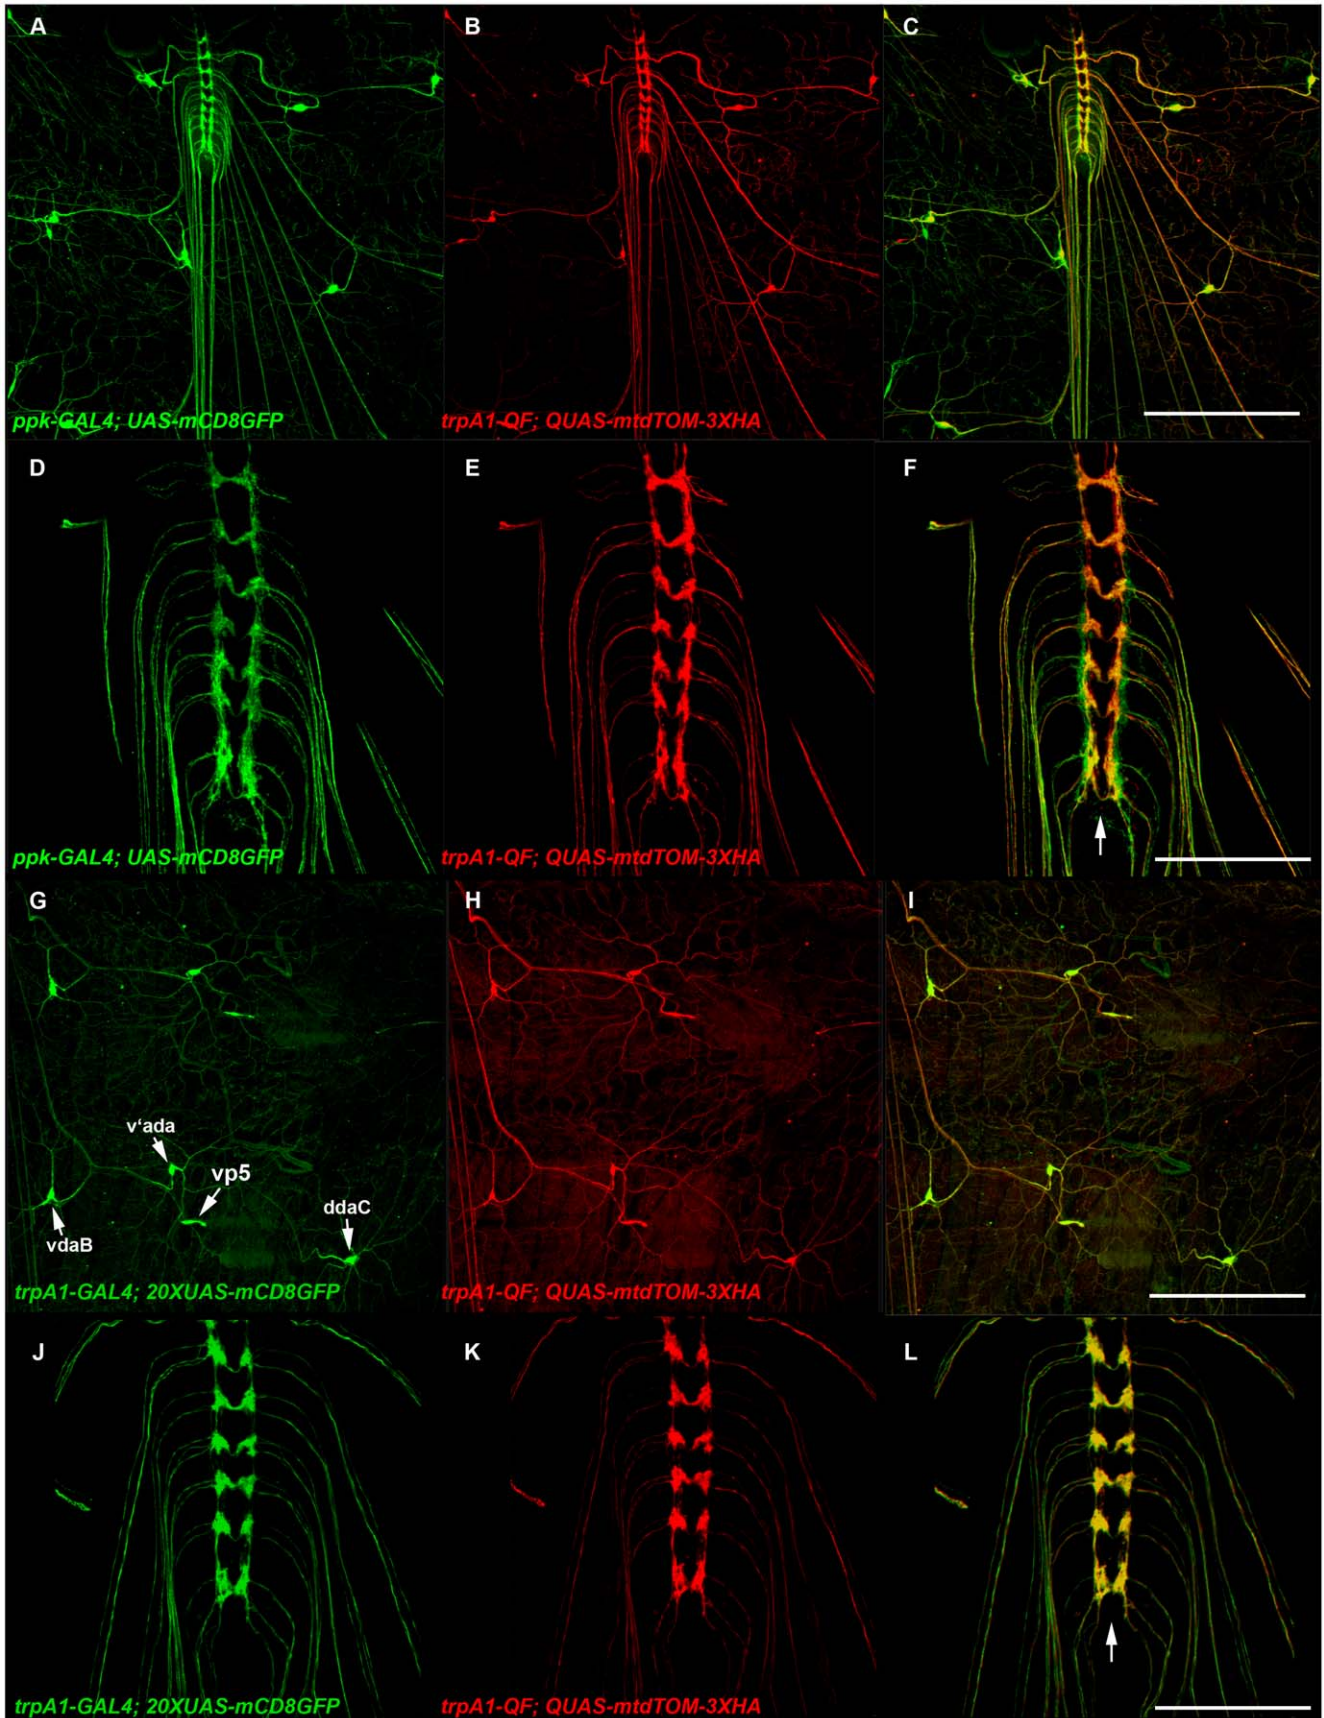 A
B
C
ppk-GAL4; UAS-mCD8GFP
trpA1-QF; QUAS-mtdTOM-3XHA
D
E
F
ppk-GAL4; UAS-mCD8GFP
trpA1-QF; QUAS-mtdTOM-3XHA
G
H
I
v‘ada
vp5
ddaC
vdaB
trpA1-GAL4; 20XUAS-mCD8GFP
trpA1-QF; QUAS-mtdTOM-3XHA
J
K
L
trpA1-GAL4; 20XUAS-mCD8GFP
trpA1-QF; QUAS-mtdTOM-3XHA